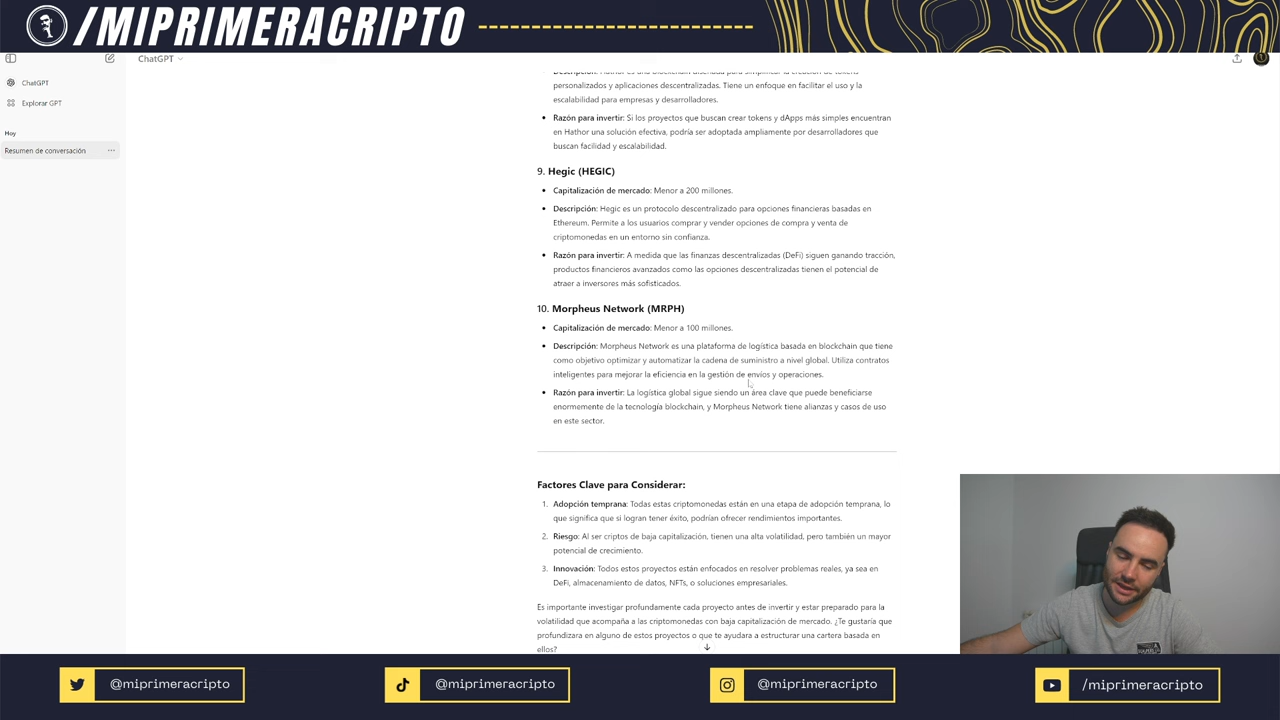 /MIPRIMERACRIPTO
ChatGPT
ChatGPT
Explorar GPT
Hoy
Resumen de conversación
personalizados y aplicaciones descentralizadas. Tiene un enfoque en facilitar el uso y la
escalabilidad para empresas y desarrolladores.
Razón para invertir: Si los proyectos que buscan crear tokens y dApps más simples encuentran
en Hathor una solución efectiva, podría ser adoptada ampliamente por desarrolladores que
buscan facilidad y escalabilidad.
9. Hegic (HEGIC)
Capitalización de mercado: Menor a 200 millones.
Descripción: Hegic es un protocolo descentralizado para opciones financieras basadas en
Ethereum. Permite a los usuarios comprar y vender opciones de compra y venta de
criptomonedas en un entorno sin confianza.
Razón para invertir: A medida que las finanzas descentralizadas (DeFi) siguen ganando tracción,
productos financieros avanzados como las opciones descentralizadas tienen el potencial de
atraer a inversores más sofisticados.
10. Morpheus Network (MRPH)
Capitalización de mercado: Menor a 100 millones.
Descripción: Morpheus Network es una plataforma de logística basada en blockchain que tiene
como objetivo optimizar y automatizar la cadena de suministro a nivel global. Utiliza contratos
inteligentes para mejorar la eficiencia en la gestión de envíos y operaciones.
Razón para invertir: La logística global sigue siendo un área clave que puede beneficiarse
enormemente de la tecnología blockchain, y Morpheus Network tiene alianzas y casos de uso
en este sector.
Factores Clave para Considerar:
1. Adopción temprana: Todas estas criptomonedas están en una etapa de adopción temprana, lo
que significa que si logran tener éxito, podrían ofrecer rendimientos importantes.
2. Riesgo: Al ser criptos de baja capitalización, tienen una alta volatilidad, pero también un mayor
potencial de crecimiento.
3. Innovación: Todos estos proyectos están enfocados en resolver problemas reales, ya sea en
DeFi, almacenamiento de datos, NFTs, o soluciones empresariales.
Es importante investigar profundamente cada proyecto antes de invertir y estar preparado para la
volatilidad que acompaña a las criptomonedas con baja capitalización de mercado. ¿Te gustaría que
profundizara en alguno de estos proyectos o que te ayudara a estructurar una cartera basada en
ellos?
@miprimeracripto
@miprimeracripto
@miprimeracripto
/miprimeracripto